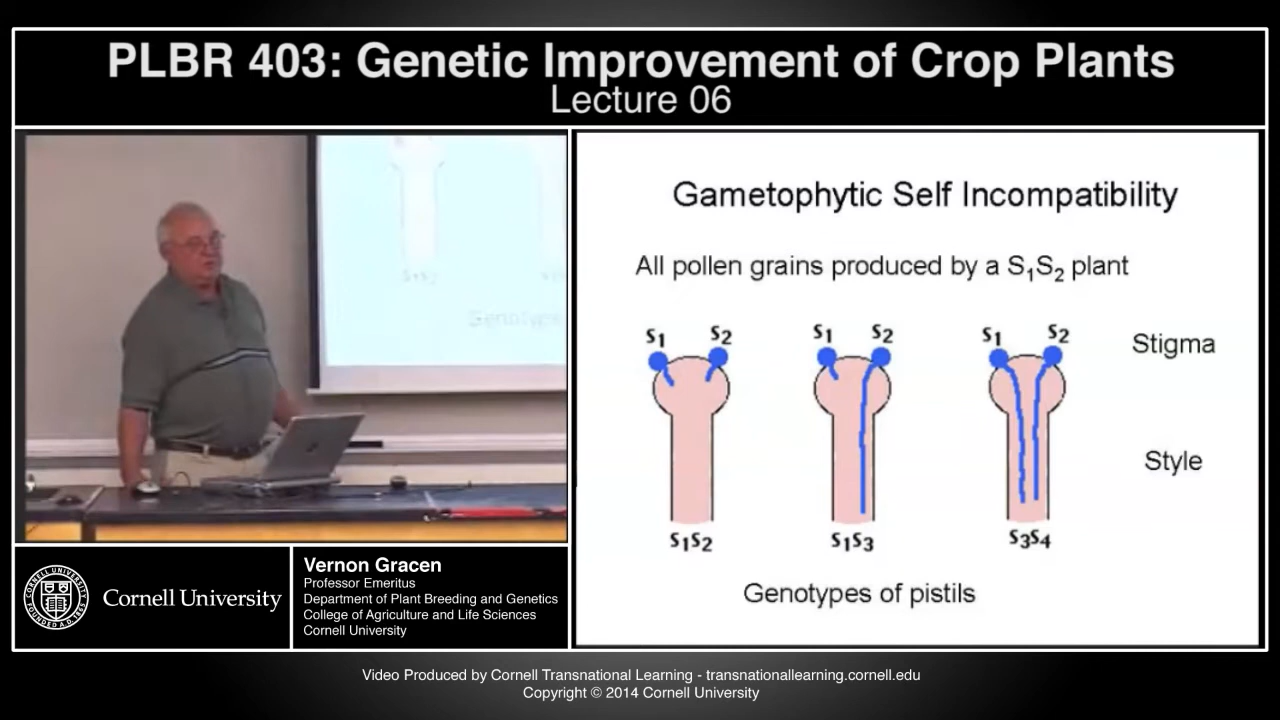 PLBR 403: Genetic Improvement of Crop Plants
Lecture 06
Gametophytic Self Incompatibility
All pollen grains produced by a S₁S₂ plant
S₁ S₂ S₁ S₂ S₁ S₂
Stigma
Style
S₁S₂ S₁S₃ S₃S₄
Genotypes of pistils
Cornell University
Vernon Gracen
Professor Emeritus
Department of Plant Breeding and Genetics
College of Agriculture and Life Sciences
Cornell University
Video Produced by Cornell Transnational Learning - transnationallearning.cornell.edu
Copyright © 2014 Cornell University